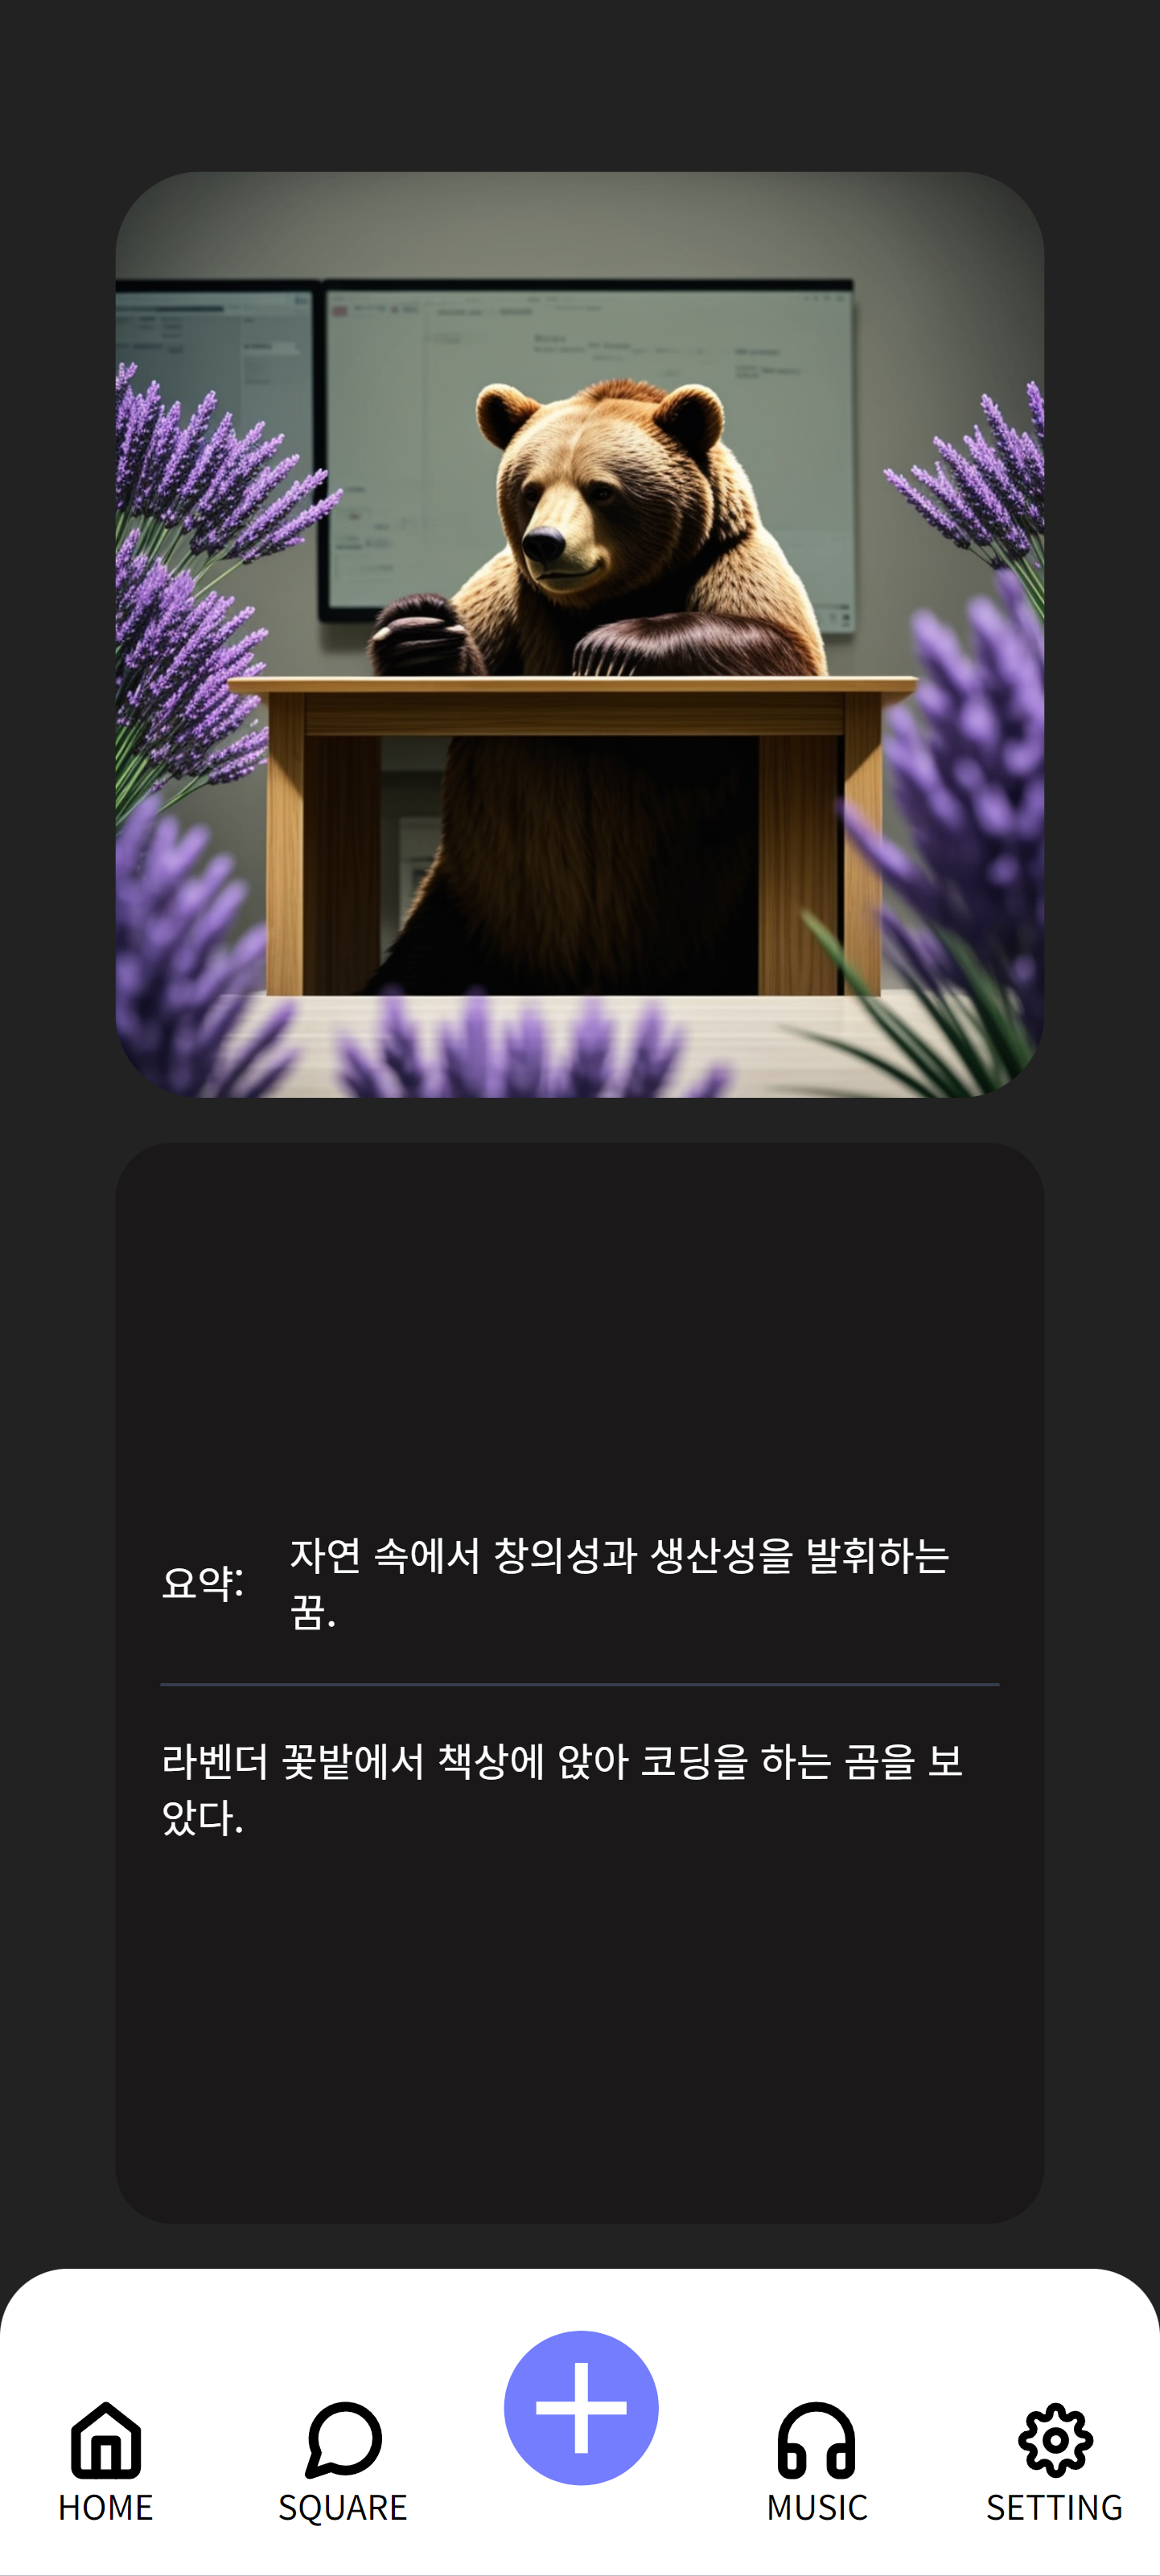 요약:
자연 속에서 창의성과 생산성을 발휘하는
꿈.
라벤더 꽃밭에서 책상에 앉아 코딩을 하는 곰을 보
았다.
HOME
SQUARE
MUSIC
SETTING